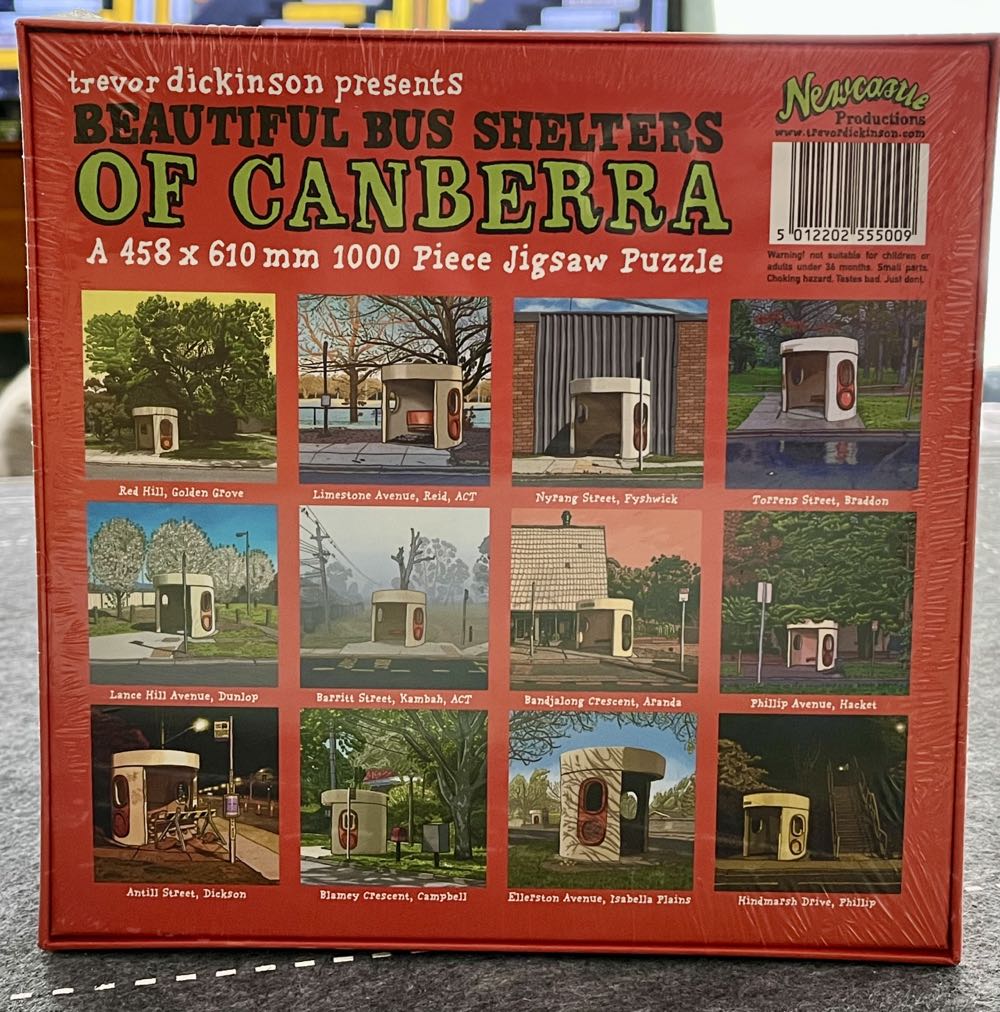 trevor dickinson presents
BEAUTIFUL BUS SHELTERS
OF CANBERRA
A 458 x 610 mm 1000 Piece Jigsaw Puzzle
Newcastle
Productions
www.trevordickinson.com
5 012202 555009
Warning! not suitable for children or
adults under 36 months. Small parts.
Choking hazard. Tastes bad. Just dont.
Red Hill, Golden Grove
Limestone Avenue, Reid, ACT
Nyrang Street, Fyshwick
Torrens Street, Braddon
Lance Hill Avenue, Dunlop
Barritt Street, Kambah, ACT
Bandjalong Crescent, Aranda
Phillip Avenue, Hacket
Antill Street, Dickson
Blamey Crescent, Campbell
Ellerston Avenue, Isabella Plains
Hindmarsh Drive, Phillip